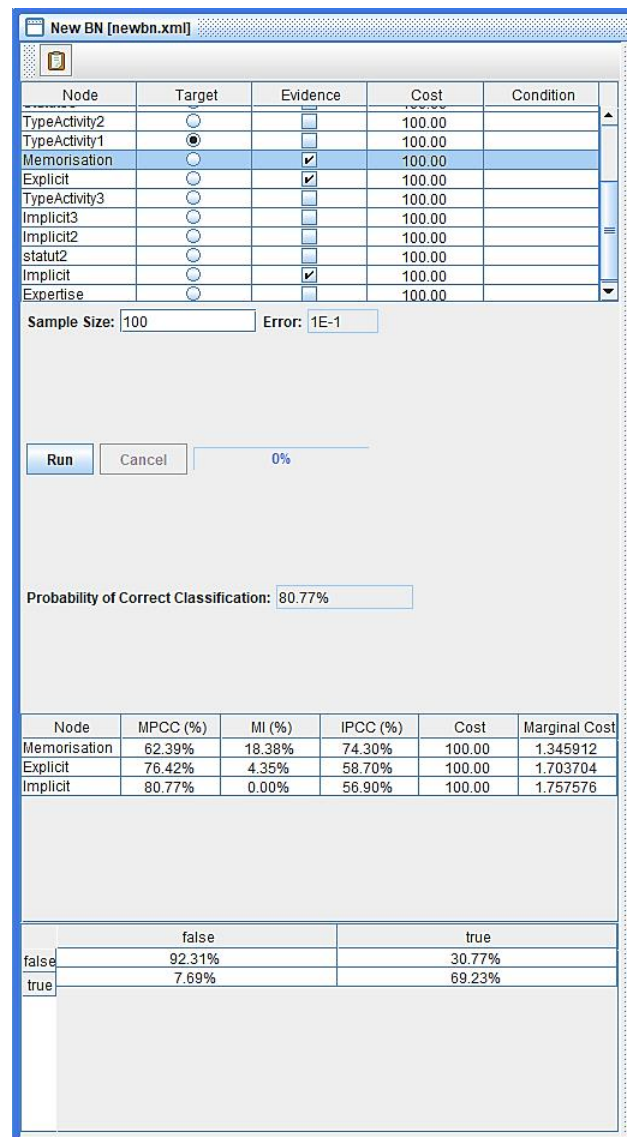 New BN [newbn.xml]
Node Target Evidence Cost Condition
TypeActivity2 100.00
TypeActivity1 100.00
Memorisation 100.00
Explicit 100.00
TypeActivity3 100.00
Implicit3 100.00
Implicit2 100.00
statut2 100.00
Implicit 100.00
Expertise 100.00
Sample Size: 100 Error: 1E-1
Run Cancel 0%
Probability of Correct Classification: 80.77%
Node MPCC (%) MI (%) IPCC (%) Cost Marginal Cost
Memorisation 62.39% 18.38% 74.30% 100.00 1.345912
Explicit 76.42% 4.35% 58.70% 100.00 1.703704
Implicit 80.77% 0.00% 56.90% 100.00 1.757576
false true
false 92.31% 30.77%
true 7.69% 69.23%